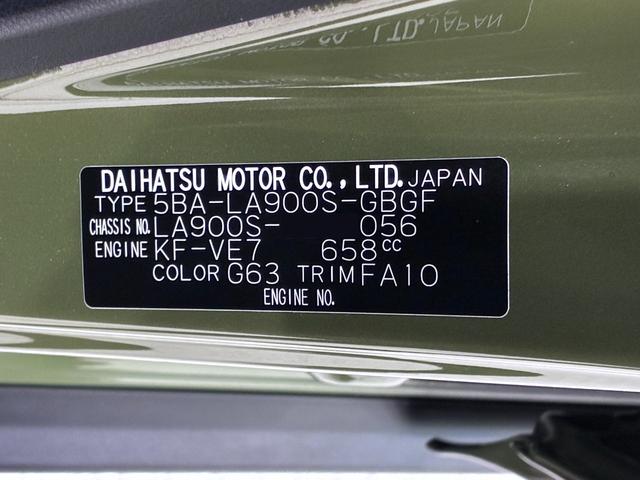 DAIHATSU MOTOR CO., LTD. JAPAN
TYPE 5BA-LA900S-GBGF
CHASSIS NO. LA900S- 056
ENGINE KF-VE7 658cc
COLOR G63 TRIM FA10
ENGINE NO.